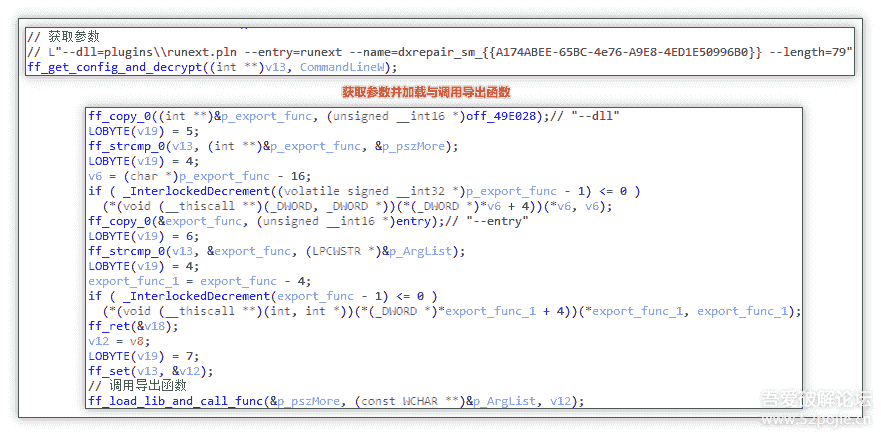 // 获取参数
// L"--dll=plugins\\runext.pln --entry=runext --name=dxrepair_sm_{{A174ABEE-65BC-4e76-A9E8-4ED1E50996B0}} --length=79"
ff_get_config_and_decrypt((int **)v13, CommandLineW);
获取参数并加载与调用导出函数
ff_copy_0((int **)&p_export_func, (unsigned __int16 *)off_49E028);// "--dll"
LOBYTE(v19) = 5;
ff_strcmp_0(v13, (int **)&p_export_func, &p_pszMore);
LOBYTE(v19) = 4;
v6 = (char *)p_export_func - 16;
if ( _InterlockedDecrement((volatile signed __int32 *)p_export_func - 1) <= 0 )
(*(void (__thiscall **)(_DWORD, _DWORD *))(*(_DWORD *)*v6 + 4))(*v6, v6);
ff_copy_0(&export_func, (unsigned __int16 *)entry);// "--entry"
LOBYTE(v19) = 6;
ff_strcmp_0(v13, &export_func, (LPCWSTR *)&p_ArgList);
LOBYTE(v19) = 4;
export_func_1 = export_func - 4;
if ( _InterlockedDecrement(export_func - 1) <= 0 )
(*(void (__thiscall **)(int, int *))(*(_DWORD *)*export_func_1 + 4))(*export_func_1, export_func_1);
ff_ret(&v18);
v12 = v8;
LOBYTE(v19) = 7;
ff_set(v13, &v12);
// 调用导出函数
ff_load_lib_and_call_func(&p_pszMore, (const WCHAR **)&p_ArgList, v12);
吾爱破解论坛
www.52pojie.cn